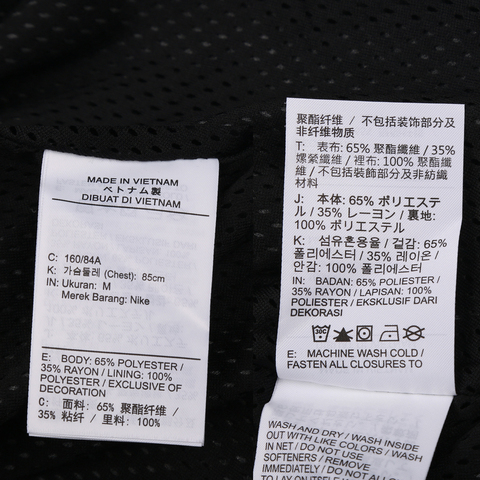 MADE IN VIETNAM
ベトナム製
DIBUAT DI VIETNAM
C: 160/84A
K: 가슴둘레 (Chest): 85cm
IN: Ukuran: M
Merek Barang: Nike
E: BODY: 65% POLYESTER /
35% RAYON / LINING: 100%
POLYESTER / EXCLUSIVE OF
DECORATION
C: 面料: 65% 聚酯纤维 /
35% 粘纤 / 里料: 100%
聚酯纤维 / 不包括装饰部分及
非纤维物质
T: 表布: 65% 聚酯纖維 / 35%
嫘縈纖維 / 裡布: 100% 聚酯纖
維 / 不包括裝飾部分及非紡織
材料
J: 本体: 65% ポリエステ
ル / 35% レーヨン / 裏地:
100% ポリエステル
K: 섬유혼용율 / 겉감: 65%
폴리에스터 / 35% 레이온 /
안감: 100% 폴리에스터
IN: BADAN: 65% POLIESTER /
35% RAYON / LAPISAN: 100%
POLIESTER / EKSKLUSIF DARI
DEKORASI
30C
E: MACHINE WASH COLD /
FASTEN ALL CLOSURES TO
WASH AND DRY / WASH INSIDE
OUT WITH LIKE COLORS / WASH
IN NET / DO NOT USE
SOFTENERS / REMOVE
IMMEDIATELY / DO NOT ALLOW
TO LAY ON ITSELF WHEN